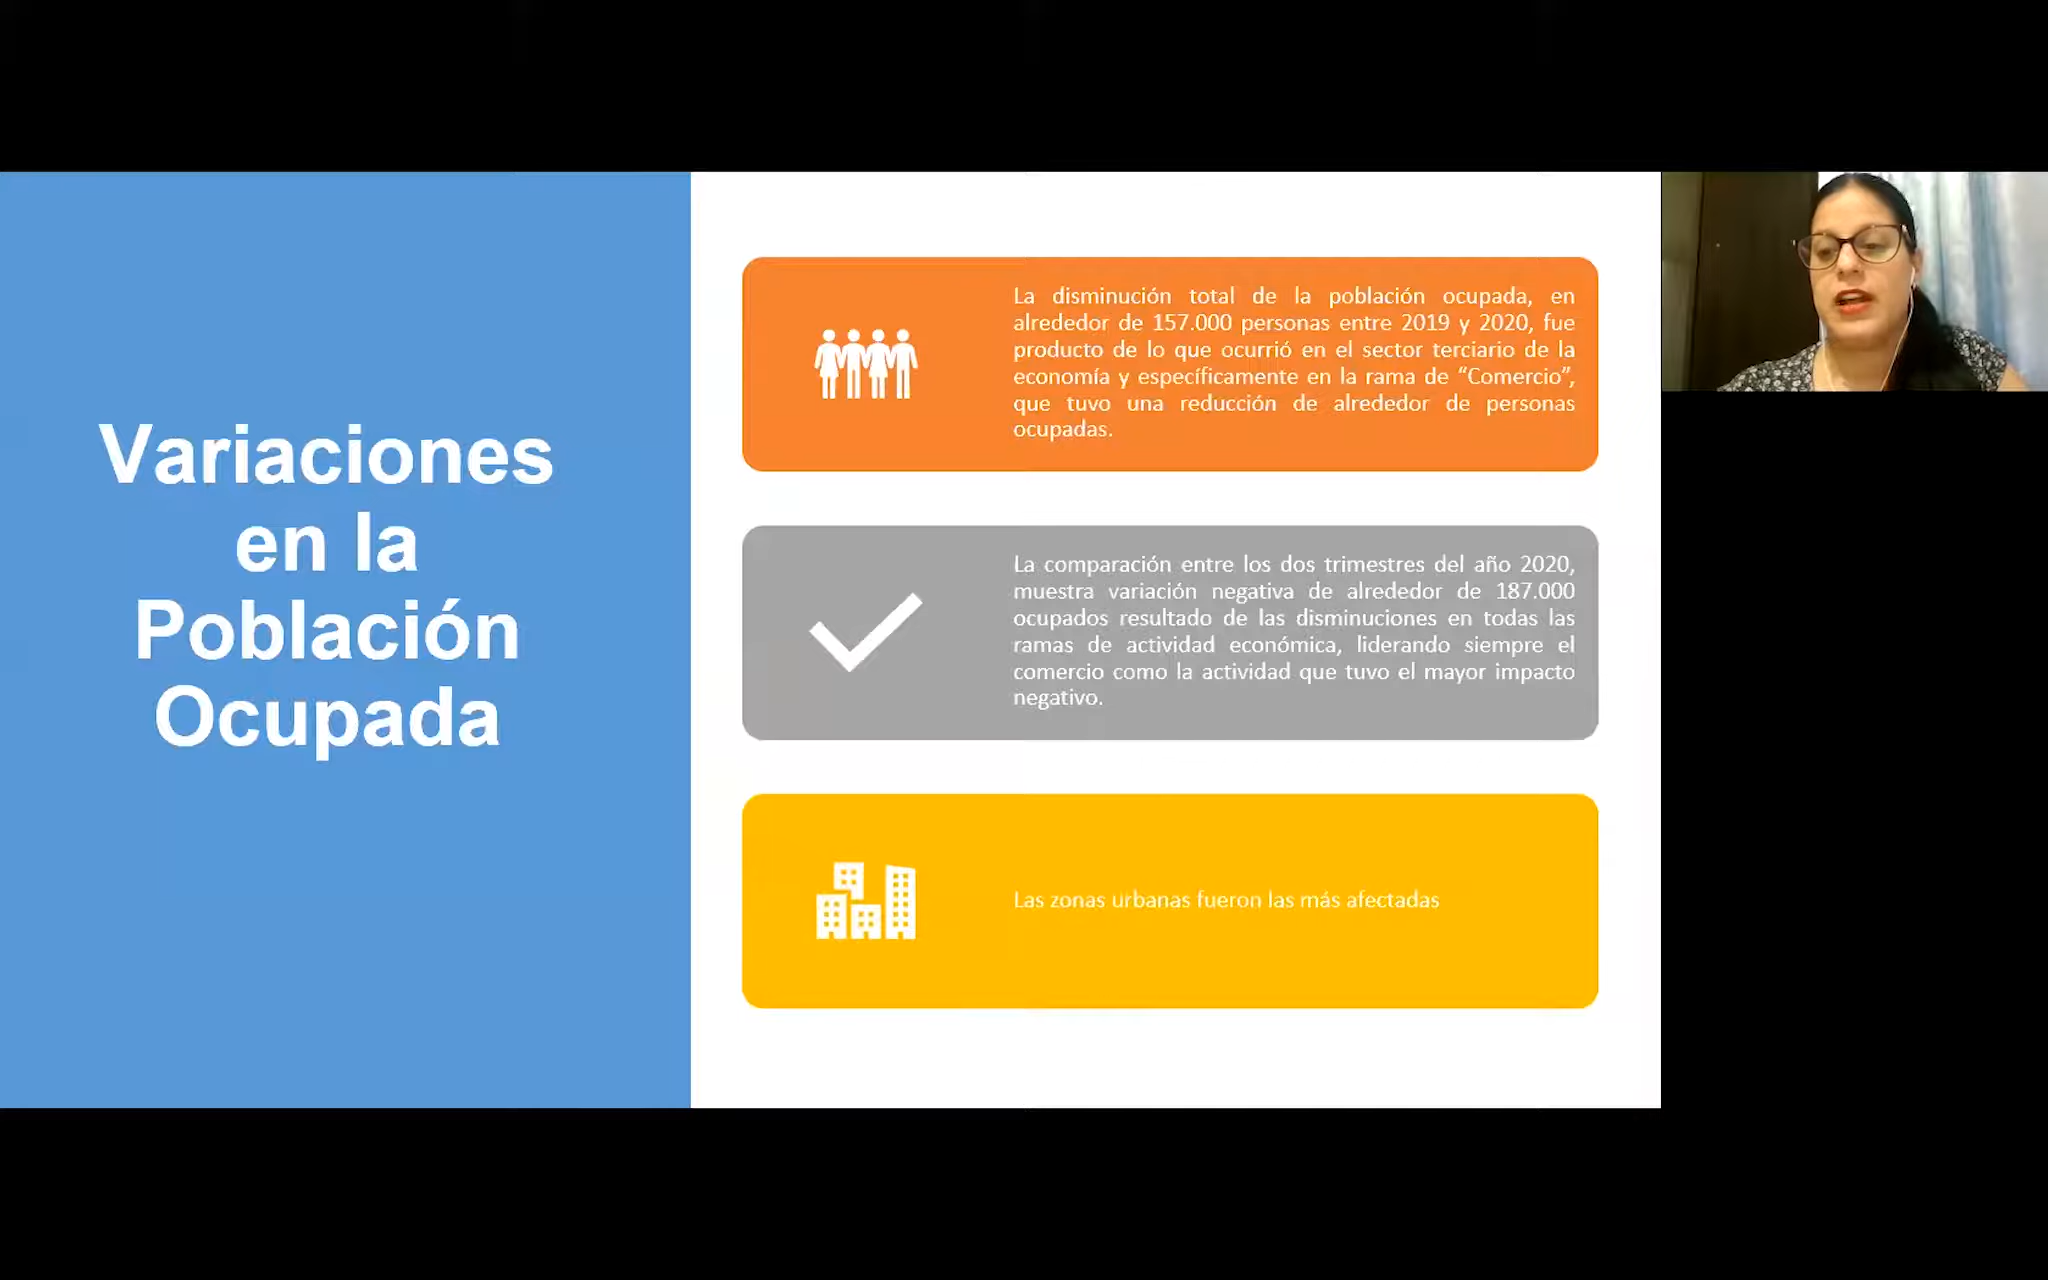 Variaciones
en la
Población
Ocupada
La disminución total de la población ocupada, en
alrededor de 157.000 personas entre 2019 y 2020, fue
producto de lo que ocurrió en el sector terciario de la
economía y específicamente en la rama de “Comercio”,
que tuvo una reducción de alrededor de personas
ocupadas.
La comparación entre los dos trimestres del año 2020,
muestra variación negativa de alrededor de 187.000
ocupados resultado de las disminuciones en todas las
ramas de actividad económica, liderando siempre el
comercio como la actividad que tuvo el mayor impacto
negativo.
Las zonas urbanas fueron las más afectadas